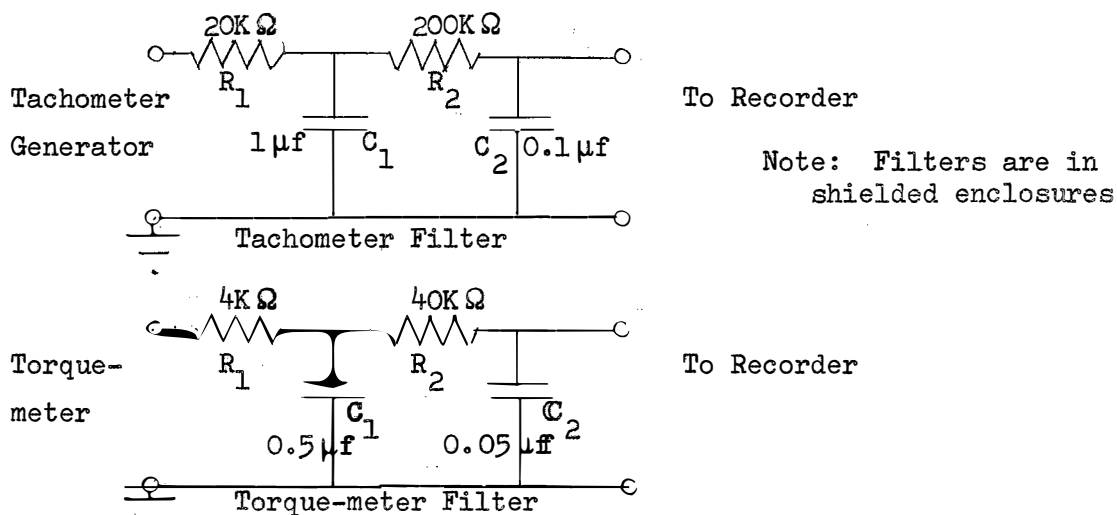 20K Ω 200K Ω
R1 R2
Tachometer
Generator
To Recorder
1 µf C1 C2 0.1 µf
Note: Filters are in
shielded enclosures
Tachometer Filter
4K Ω 40K Ω
R1 R2
Torque-
meter
To Recorder
C1 C2
0.5 µf 0.05 µf
Torque-meter Filter